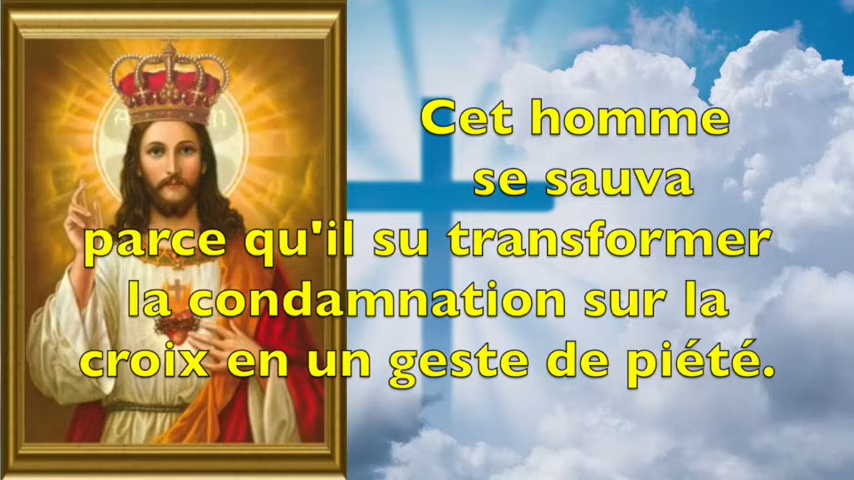 Cet homme
se sauva
parce qu'il su transformer
la condamnation sur la
croix en un geste de piété.